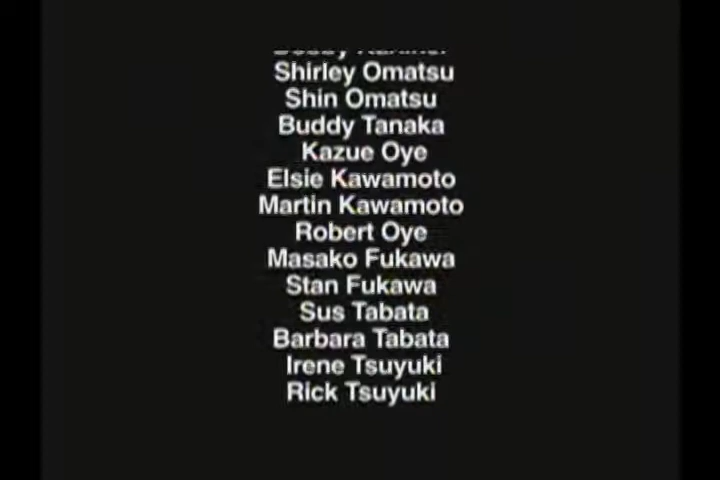 Shirley Omatsu
Shin Omatsu
Buddy Tanaka
Kazue Oye
Elsie Kawamoto
Martin Kawamoto
Robert Oye
Masako Fukawa
Stan Fukawa
Sus Tabata
Barbara Tabata
Irene Tsuyuki
Rick Tsuyuki